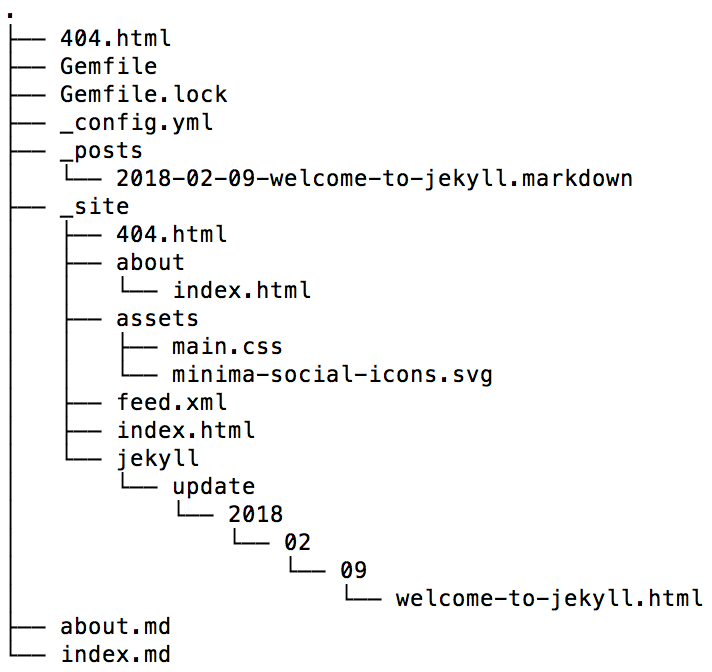 .
├── 404.html
├── Gemfile
├── Gemfile.lock
├── _config.yml
├── _posts
│   └── 2018-02-09-welcome-to-jekyll.markdown
├── _site
│   ├── 404.html
│   ├── about
│   │   └── index.html
│   ├── assets
│   │   ├── main.css
│   │   └── minima-social-icons.svg
│   ├── feed.xml
│   ├── index.html
│   └── jekyll
│       └── update
│           └── 2018
│               └── 02
│                   └── 09
│                       └── welcome-to-jekyll.html
├── about.md
└── index.md